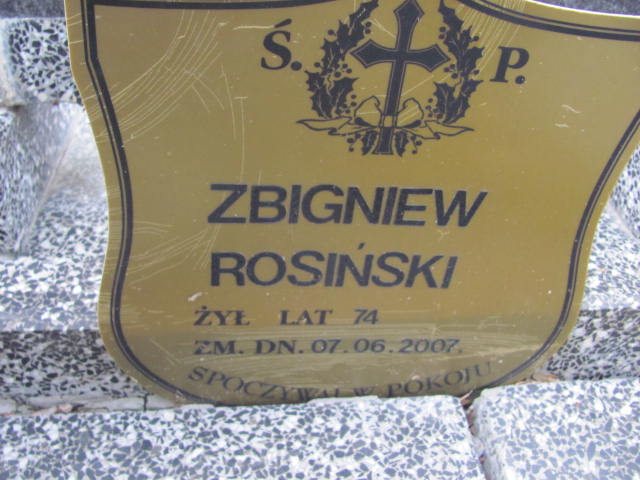 Ś. P.
ZBIGNIEW
ROSIŃSKI
ŻYŁ LAT 74
ZM. DN. 07.06.2007.
SPOCZYWAJ W POKOJU